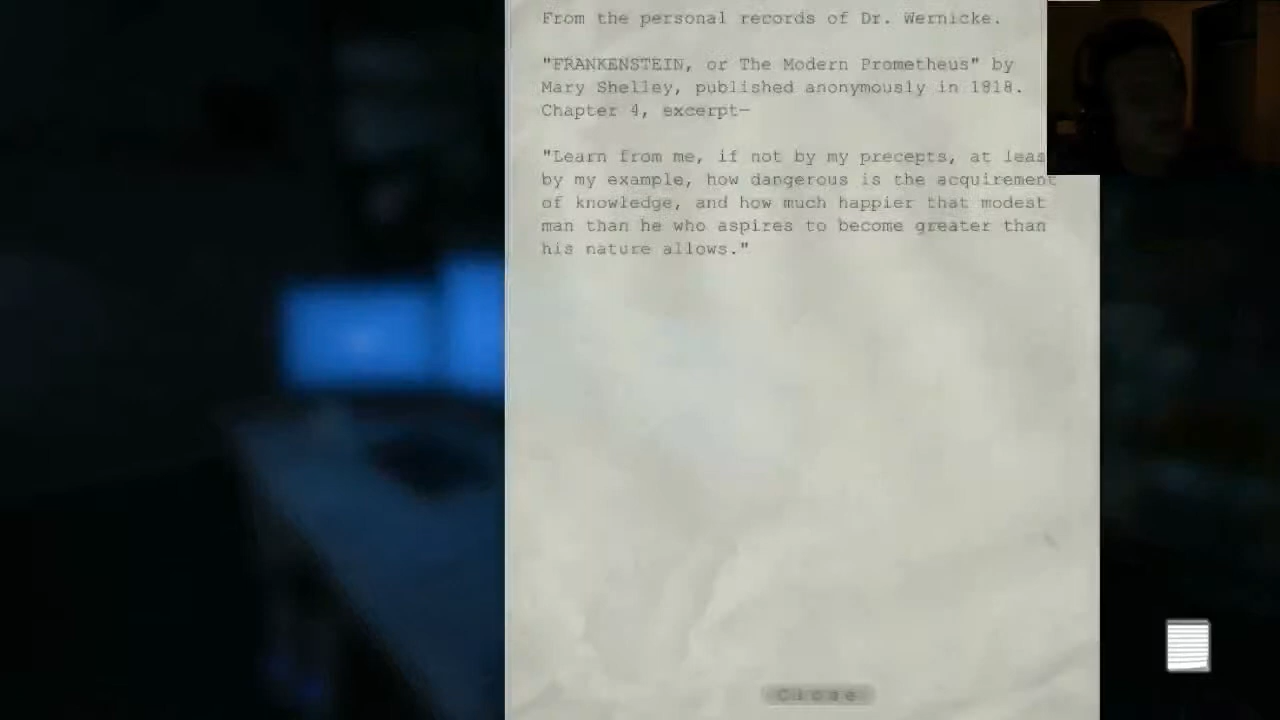 From the personal records of Dr. Wernicke.
"FRANKENSTEIN, or The Modern Prometheus" by
Mary Shelley, published anonymously in 1818.
Chapter 4, excerpt—
"Learn from me, if not by my precepts, at leas
by my example, how dangerous is the acquirement
of knowledge, and how much happier that modest
man than he who aspires to become greater than
his nature allows."
Close